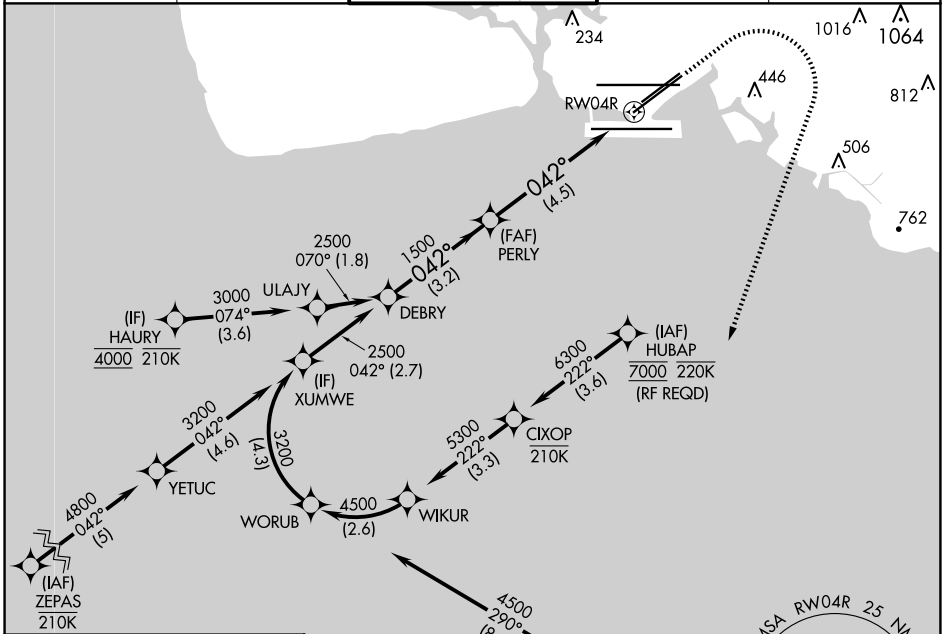 234
1016
1064
446
812
RW04R
506
762
042°
(4.5)
(FAF)
PERLY
1500
042°
(3.2)
2500
070° (1.8)
ULAJY
DEBRY
3000
074°
(3.6)
(IF)
HAURY
4000 210K
2500
042° (2.7)
(IF)
XUMWE
(IAF)
HUBAP
7000 220K
(RF REQD)
6300
222°
(3.6)
CIXOP
210K
5300
222°
(3.3)
3200
042°
(4.6)
3200
(4.3)
YETUC
WORUB
4500
(2.6)
WIKUR
4800
042°
(5)
(IAF)
ZEPAS
210K
4500
290°
MSA RW04R 25